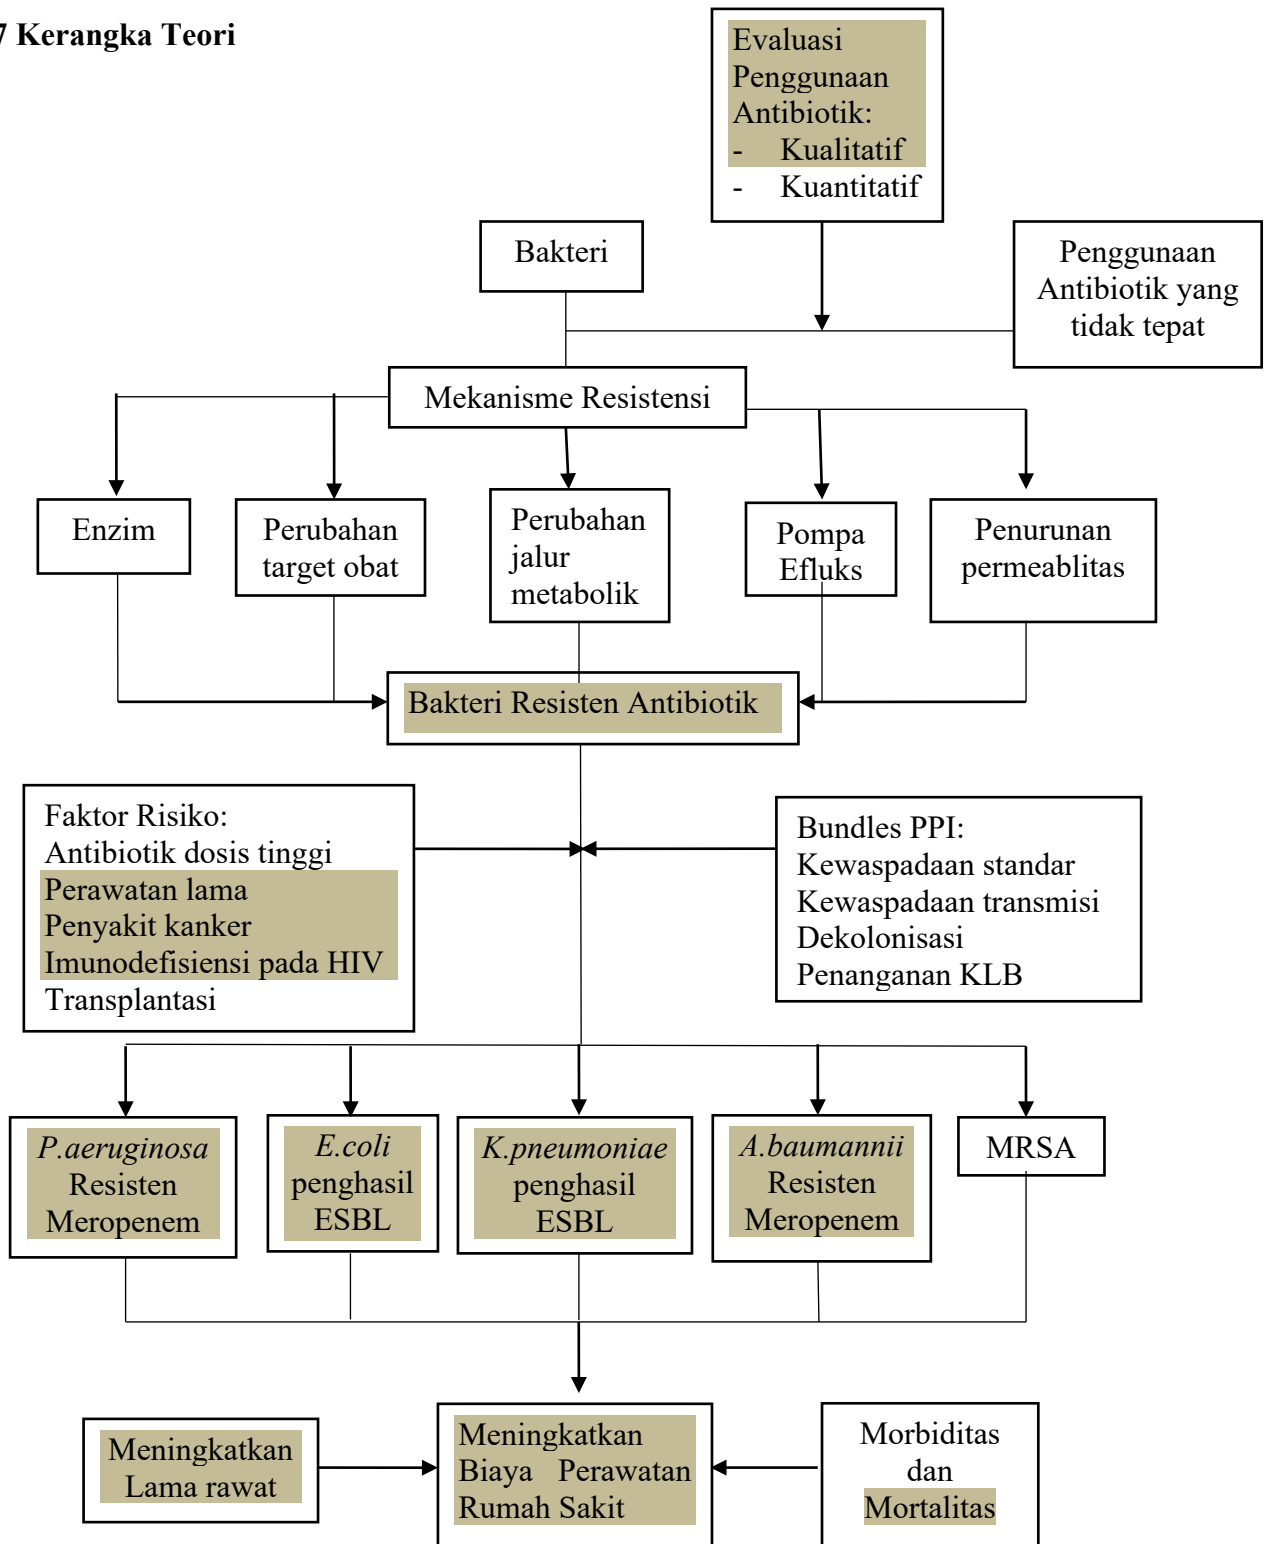 7 Kerangka Teori
Evaluasi
Penggunaan
Antibiotik:
- Kualitatif
- Kuantitatif
Bakteri
Penggunaan
Antibiotik yang
tidak tepat
Mekanisme Resistensi
Enzim
Perubahan
target obat
Perubahan
jalur
metabolik
Pompa
Efluks
Penurunan
permeablitas
Bakteri Resisten Antibiotik
Faktor Risiko:
Antibiotik dosis tinggi
Perawatan lama
Penyakit kanker
Imunodefisiensi pada HIV
Transplantasi
Bundles PPI:
Kewaspadaan standar
Kewaspadaan transmisi
Dekolonisasi
Penanganan KLB
P.aeruginosa
Resisten
Meropenem
E.coli
penghasil
ESBL
K.pneumoniae
penghasil
ESBL
A.baumannii
Resisten
Meropenem
MRSA
Meningkatkan
Lama rawat
Meningkatkan
Biaya Perawatan
Rumah Sakit
Morbiditas
dan
Mortalitas